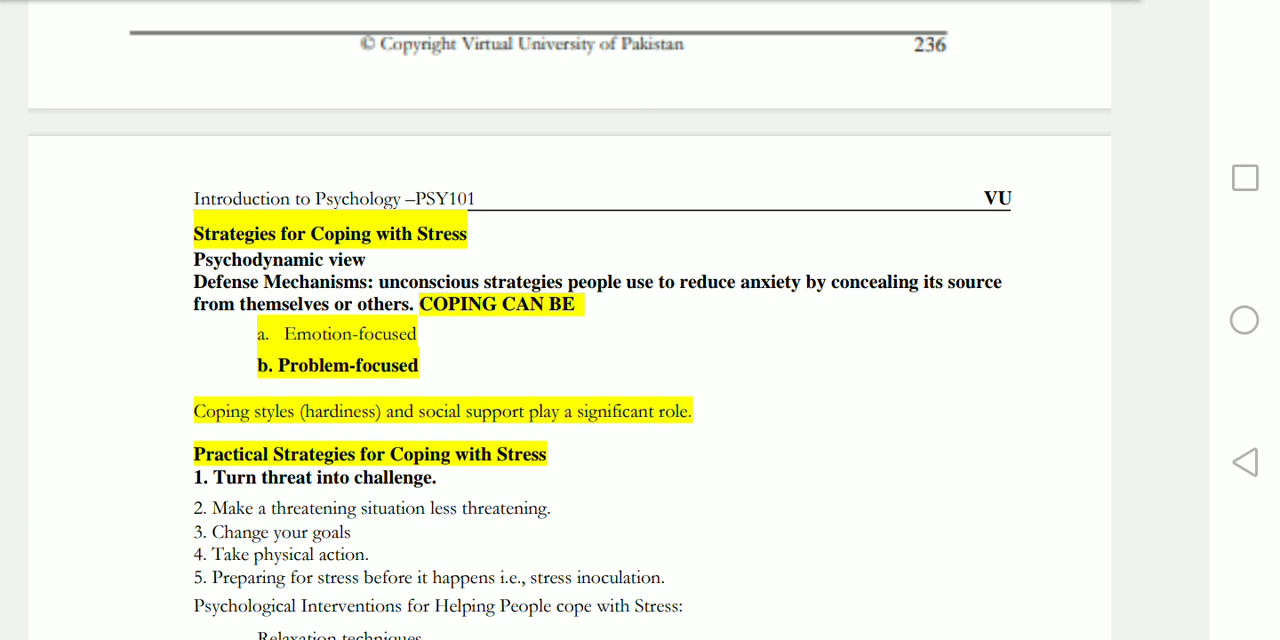 © Copyright Virtual University of Pakistan 236
Introduction to Psychology –PSY101 VU
Strategies for Coping with Stress
Psychodynamic view
Defense Mechanisms: unconscious strategies people use to reduce anxiety by concealing its source
from themselves or others. COPING CAN BE
a. Emotion-focused
b. Problem-focused
Coping styles (hardiness) and social support play a significant role.
Practical Strategies for Coping with Stress
1. Turn threat into challenge.
2. Make a threatening situation less threatening.
3. Change your goals
4. Take physical action.
5. Preparing for stress before it happens i.e., stress inoculation.
Psychological Interventions for Helping People cope with Stress:
Relaxation techniques